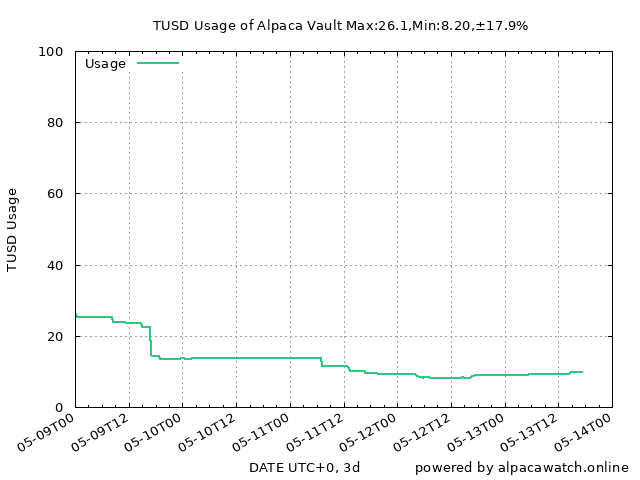 TUSD Usage of Alpaca Vault Max:26.1,Min:8.20,±17.9%
100
Usage
80
60
TUSD Usage
40
20
0
05-09T00
05-09T12
05-10T00
05-10T12
05-11T00
05-11T12
05-12T00
05-12T12
05-13T00
05-13T12
05-14T00
DATE UTC+0, 3d
powered by alpacawatch.online